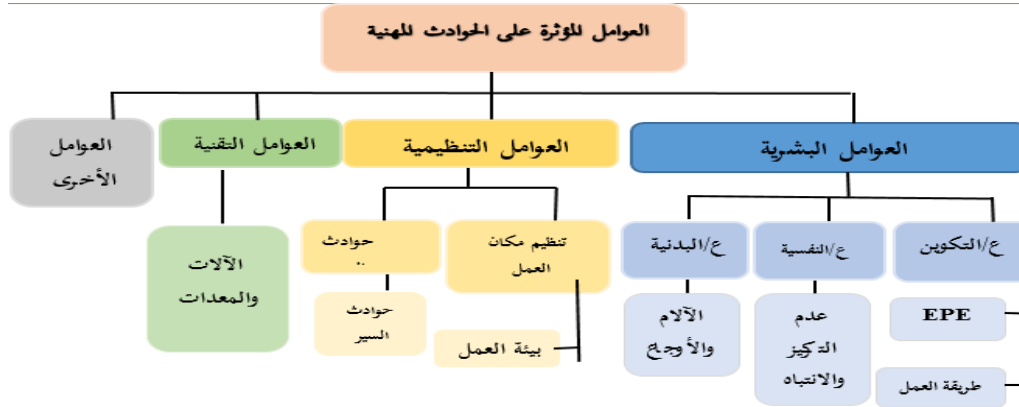 العوامل المؤثرة على الحوادث المهنية
العوامل البشرية
العوامل التنظيمية
العوامل التقنية
العوامل
الأخرى
ع/التكوين
ع/النفسية
ع/البدنية
تنظيم مكان
العمل
حوادث
الآلات
والمعدات
EPE
طريقة العمل
عدم
التركيز
والانتباه
الآلام
والأوجاع
بيئة العمل
حوادث
السير